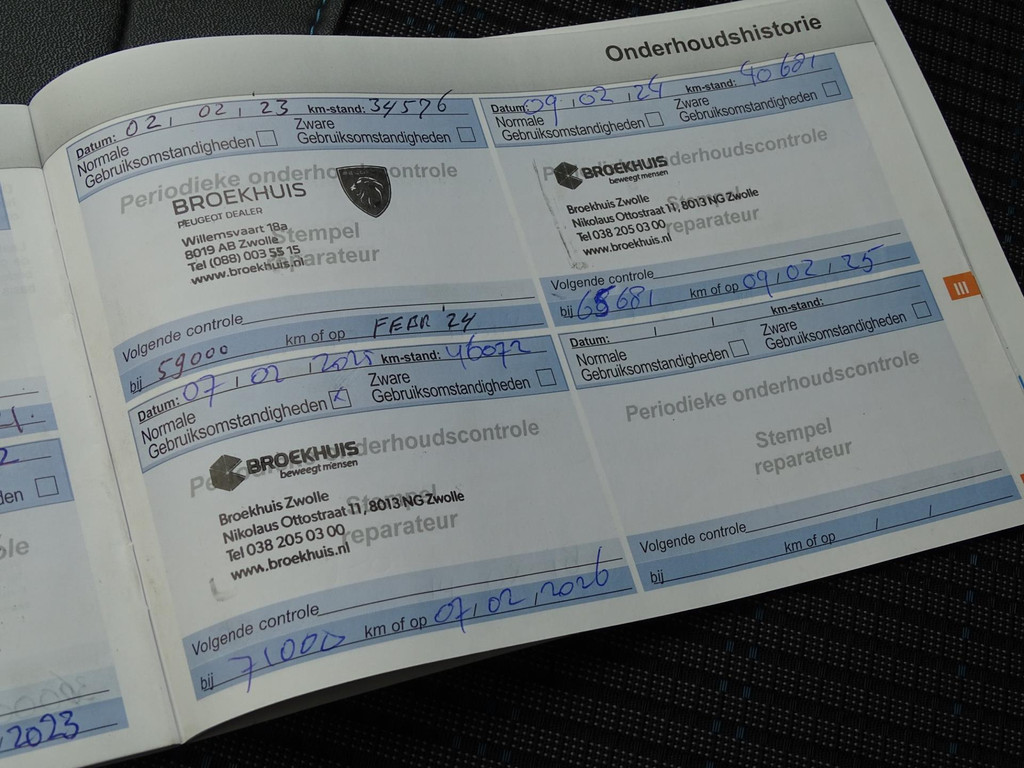 Onderhoudshistorie
Datum: 02, 02, 23 km-stand: 34576
Normale Gebruiksomstandigheden
Zware Gebruiksomstandigheden
Periodieke onderhoudscontrole
BROEKHUIS
PEUGEOT DEALER
Willemsvaart 18a
8019 AB Zwolle
Tel (088) 003 55 15
www.broekhuis.nl
Stempel
reparateur
Volgende controle
bij 59000 km of op FEBR '24
Datum: 09, 02, 24 km-stand: 40681
Normale Gebruiksomstandigheden
Zware Gebruiksomstandigheden
Periodieke onderhoudscontrole
BROEKHUIS
beweegt mensen
Broekhuis Zwolle
Nikolaus Ottostraat 11, 8013 NG Zwolle
Tel 038 205 03 00
www.broekhuis.nl
Stempel
reparateur
Volgende controle
bij 65681 km of op 09, 02, 25
Datum: 07, 02, 2025 km-stand: 46072
Normale Gebruiksomstandigheden x
Zware Gebruiksomstandigheden
Periodieke onderhoudscontrole
BROEKHUIS
beweegt mensen
Broekhuis Zwolle
Nikolaus Ottostraat 11, 8013 NG Zwolle
Tel 038 205 03 00
www.broekhuis.nl
Stempel
reparateur
Volgende controle
bij 71000 km of op 07, 02, 2026
Datum: km-stand:
Normale Gebruiksomstandigheden
Zware Gebruiksomstandigheden
Periodieke onderhoudscontrole
Stempel
reparateur
Volgende controle
bij km of op
III
den
2023